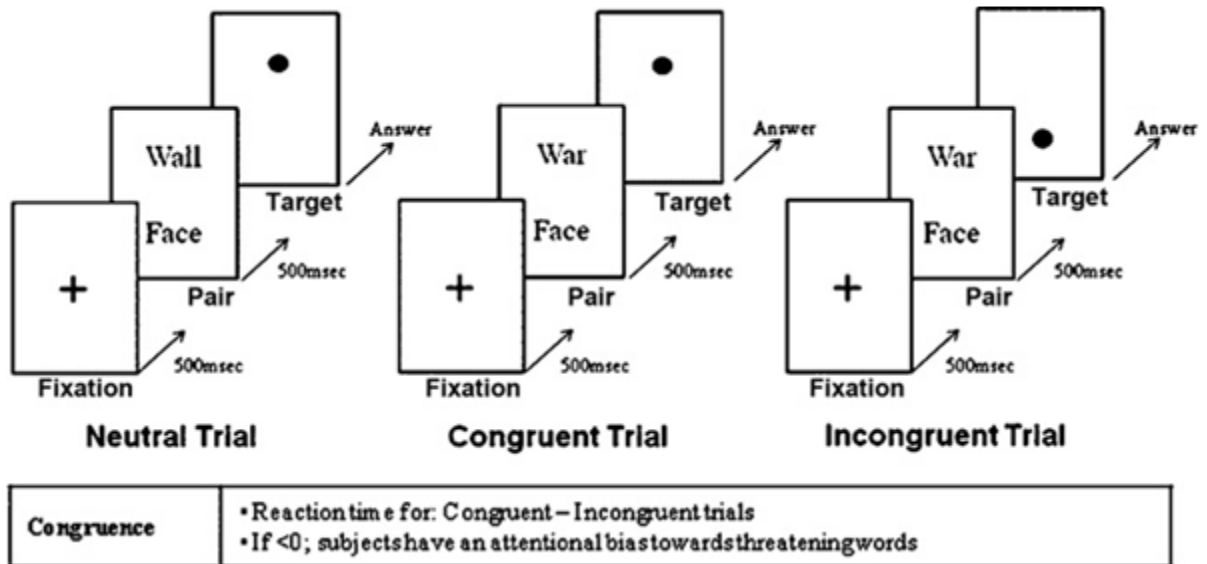 Wall
Face
Answer
Target
500msec
Pair
500msec
Fixation
Neutral Trial
War
Face
Answer
Target
500msec
Pair
500msec
Fixation
Congruent Trial
War
Face
Answer
Target
500msec
Pair
500msec
Fixation
Incongruent Trial
Congruence
▪Reaction time for: Congruent – Incongruent trials
▪If <0; subjects have an attentional bias towards threatening words